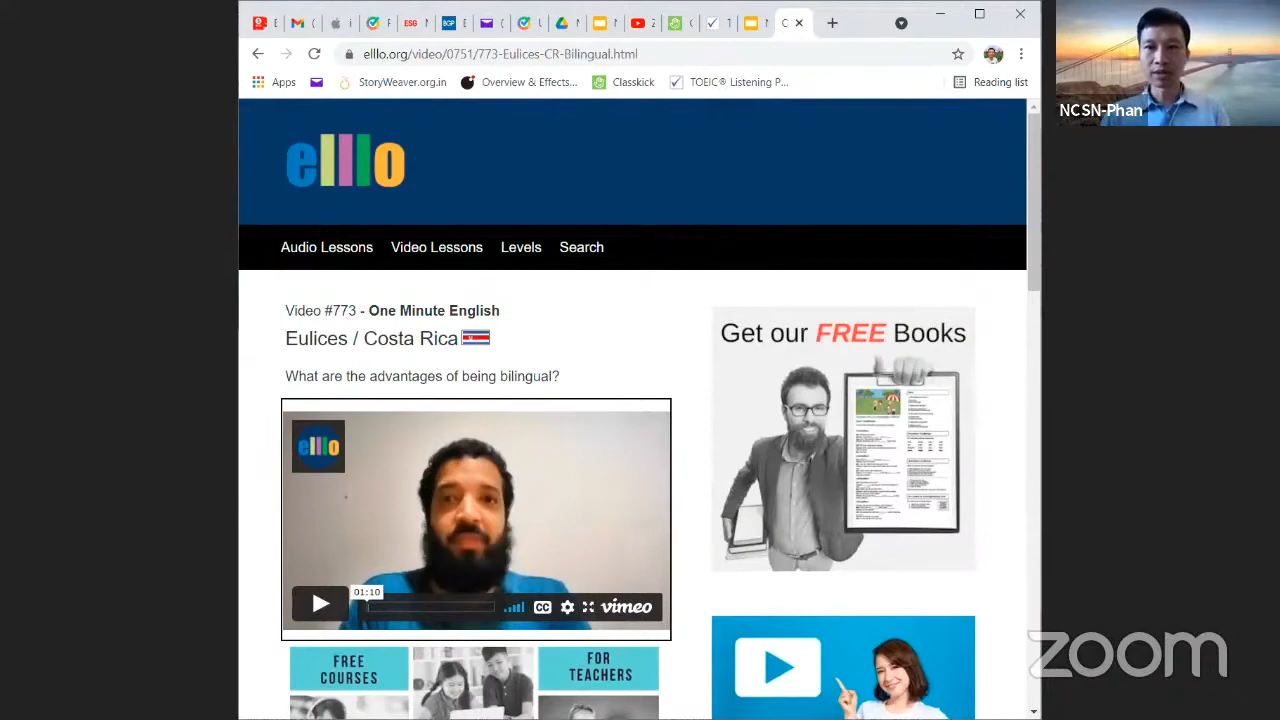 ESG
BCP
elllo.org/video/0751/773-Eulices-CR-Bilingual.html
Apps
StoryWeaver.org.in
Overview & Effects...
Classkick
TOEIC® Listening P...
Reading list
NCSN-Phan
elllo
Audio Lessons
Video Lessons
Levels
Search
Video #773 - One Minute English
Eulices / Costa Rica
What are the advantages of being bilingual?
elllo
01:10
CC
vimeo
FREE
COURSES
FOR
TEACHERS
Get our FREE Books
zoom